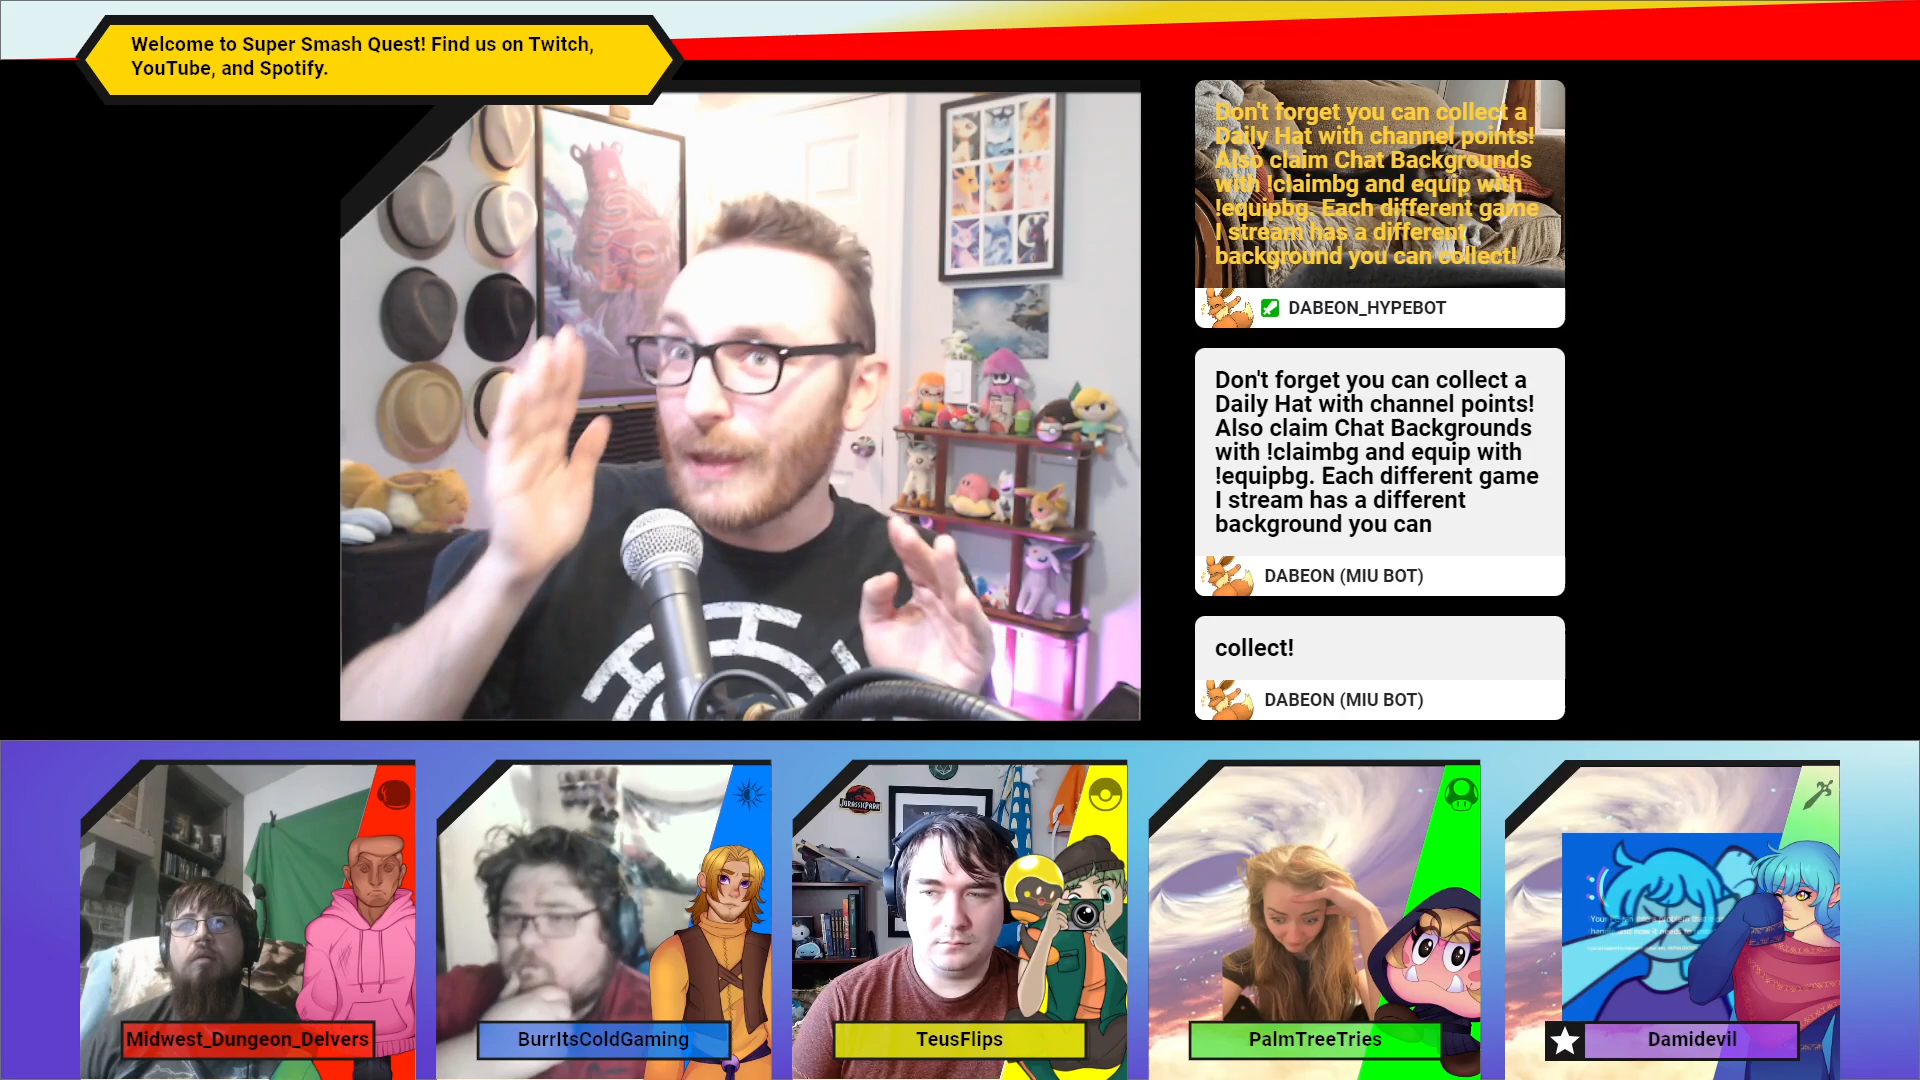 Welcome to Super Smash Quest! Find us on Twitch,
YouTube, and Spotify.
Don't forget you can collect a
Daily Hat with channel points!
Also claim Chat Backgrounds
with !claimbg and equip with
!equipbg. Each different game
I stream has a different
background you can collect!
DABEON_HYPEBOT
Don't forget you can collect a
Daily Hat with channel points!
Also claim Chat Backgrounds
with !claimbg and equip with
!equipbg. Each different game
I stream has a different
background you can
DABEON (MIU BOT)
collect!
DABEON (MIU BOT)
JURASSIC PARK
Midwest_Dungeon_Delvers
BurrItsColdGaming
TeusFlips
PalmTreeTries
Damidevil